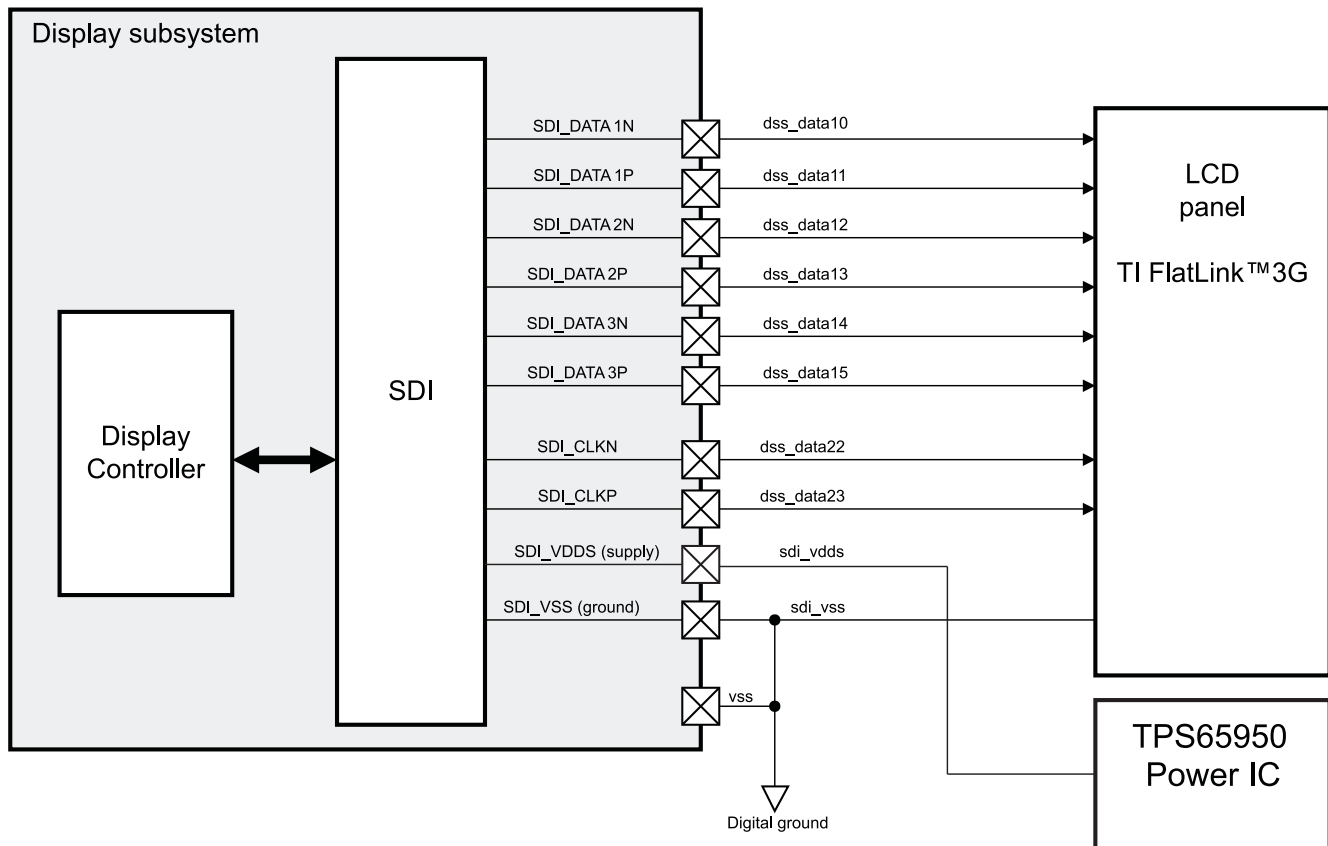 Display subsystem
SDI_DATA 1N
dss_data10
SDI_DATA 1P
dss_data11
SDI_DATA 2N
dss_data12
SDI_DATA 2P
dss_data13
SDI_DATA 3N
dss_data14
SDI_DATA 3P
dss_data15
SDI_CLKN
dss_data22
SDI_CLKP
dss_data23
SDI_VDDS (supply)
sdi_vdds
SDI_VSS (ground)
sdi_vss
vss
Digital ground
Display
Controller
SDI
LCD
panel
TI FlatLink™3G
TPS65950
Power IC